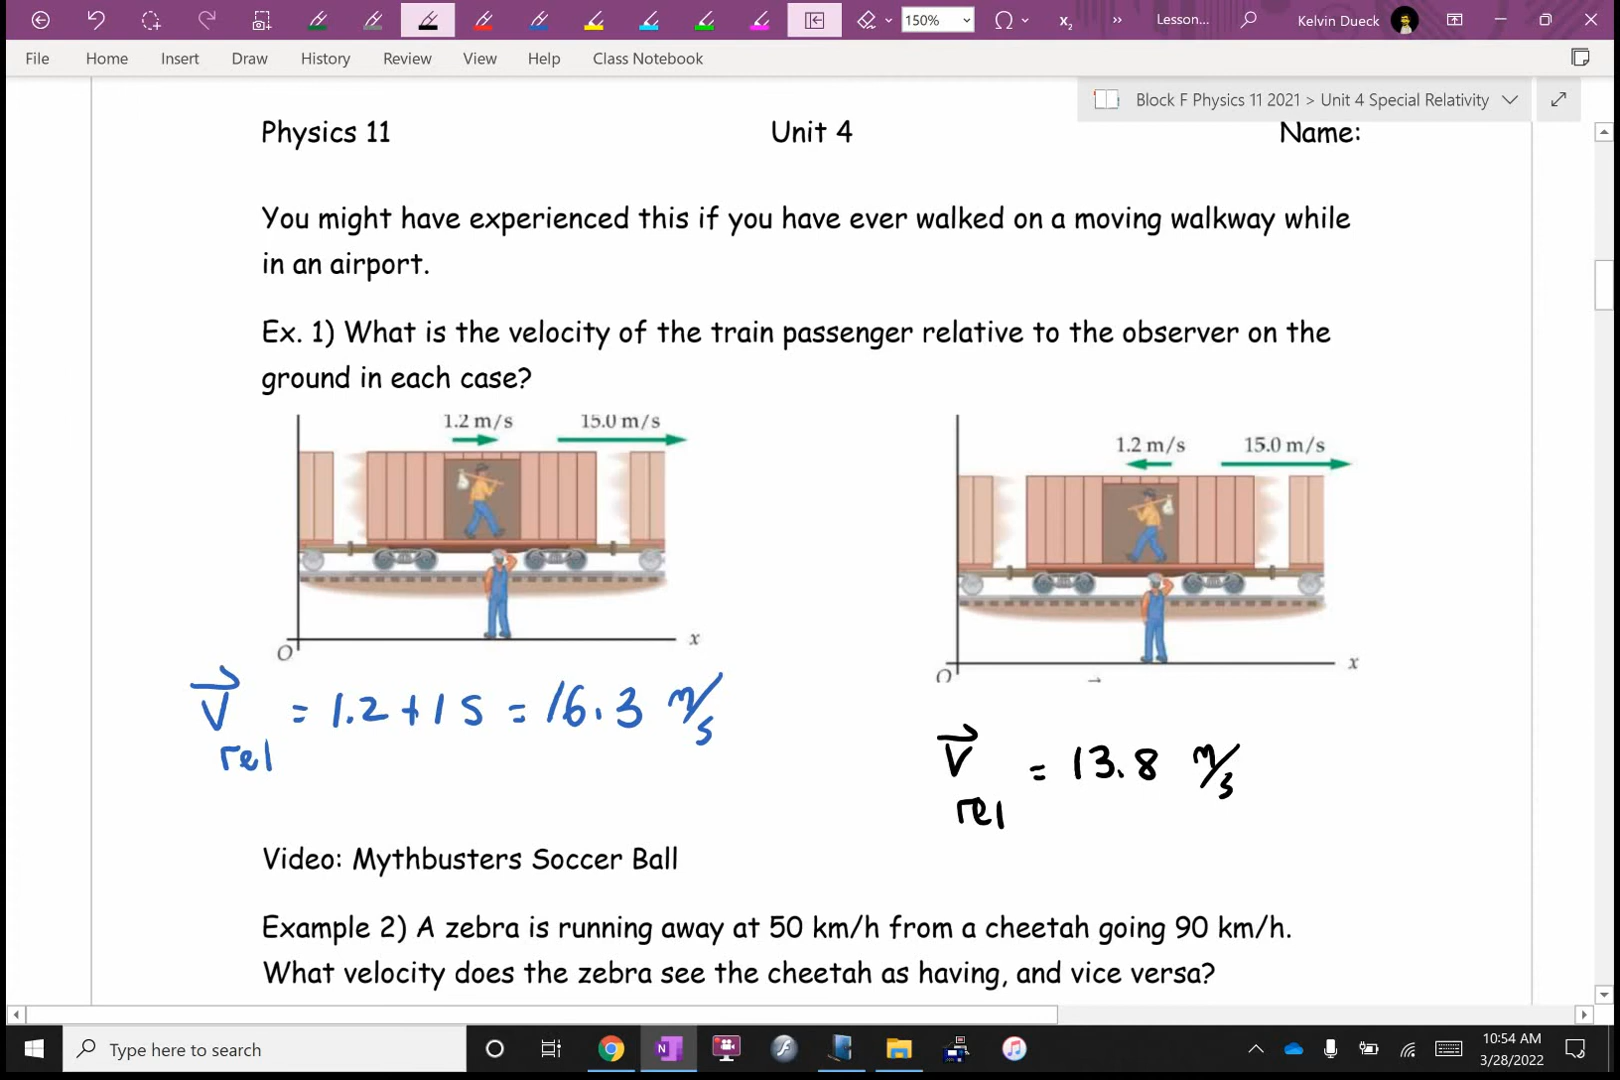 150%
Ω
x₂
»
Lesson...
Kelvin Dueck
File Home Insert Draw History Review View Help Class Notebook
Block F Physics 11 2021 > Unit 4 Special Relativity
Physics 11 Unit 4 Name:
You might have experienced this if you have ever walked on a moving walkway while
in an airport.
Ex. 1) What is the velocity of the train passenger relative to the observer on the
ground in each case?
1.2 m/s 15.0 m/s
x
O
1.2 m/s 15.0 m/s
x
O
V rel = 1.2 + 15 = 16.3 m/s
V rel = 13.8 m/s
Video: Mythbusters Soccer Ball
Example 2) A zebra is running away at 50 km/h from a cheetah going 90 km/h.
What velocity does the zebra see the cheetah as having, and vice versa?
Type here to search
N
10:54 AM
3/28/2022